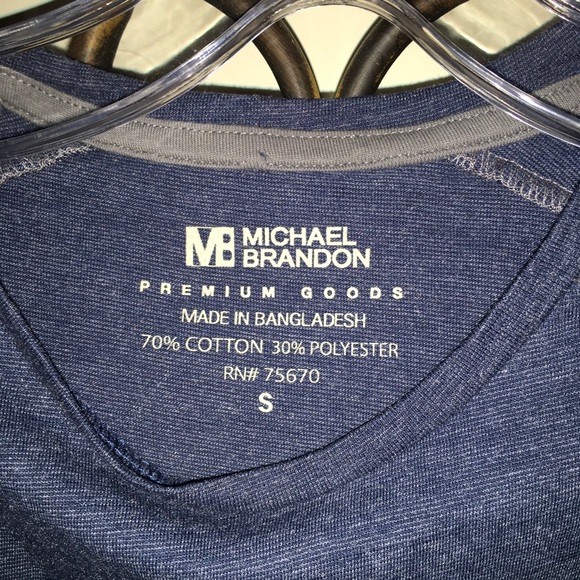 MB MICHAEL
BRANDON
PREMIUM GOODS
MADE IN BANGLADESH
70% COTTON 30% POLYESTER
RN# 75670
S